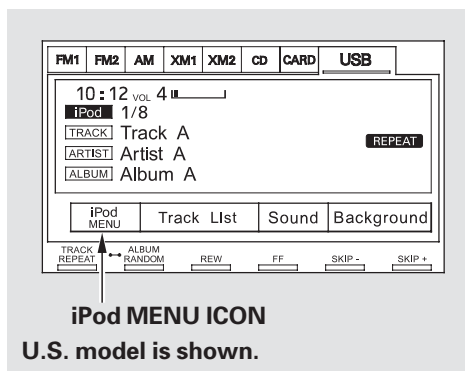 FM1 FM2 AM XM1 XM2 CD CARD USB
10:12 VOL 4
iPod 1/8
TRACK Track A
REPEAT
ARTIST Artist A
ALBUM Album A
iPod MENU Track LIst Sound Background
TRACK REPEAT ALBUM RANDOM REW FF SKIP - SKIP +
iPod MENU ICON
U.S. model is shown.